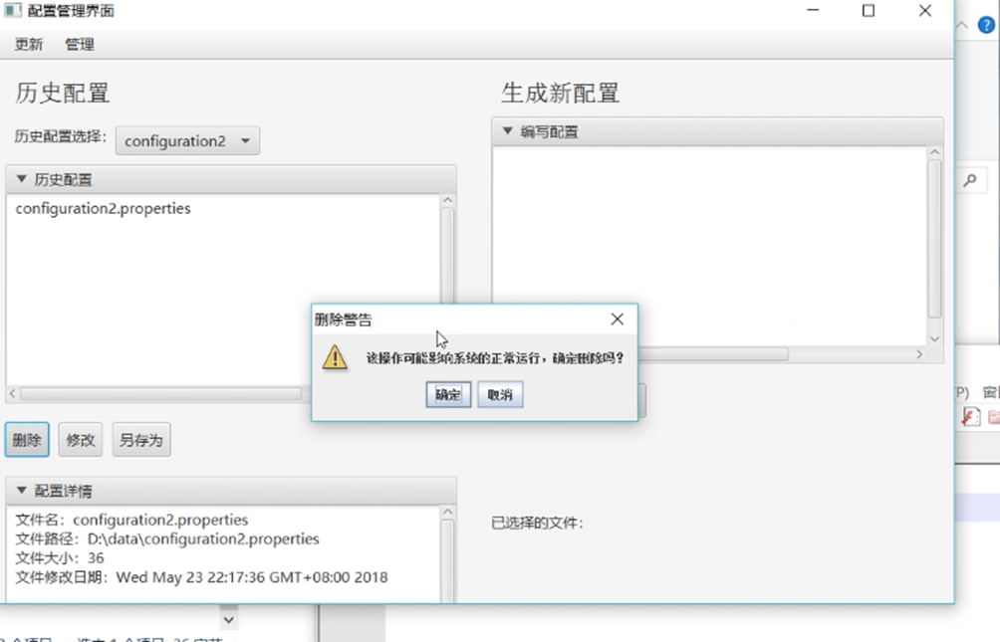 配置管理界面
更新 管理
历史配置
生成新配置
历史配置选择： configuration2
编写配置
历史配置
configuration2.properties
删除警告
该操作可能影响系统的正常运行，确定删除吗？
确定 取消
删除 修改 另存为
配置详情
文件名：configuration2.properties
文件路径：D:\data\configuration2.properties
文件大小：36
文件修改日期：Wed May 23 22:17:36 GMT+08:00 2018
已选择的文件：
P)